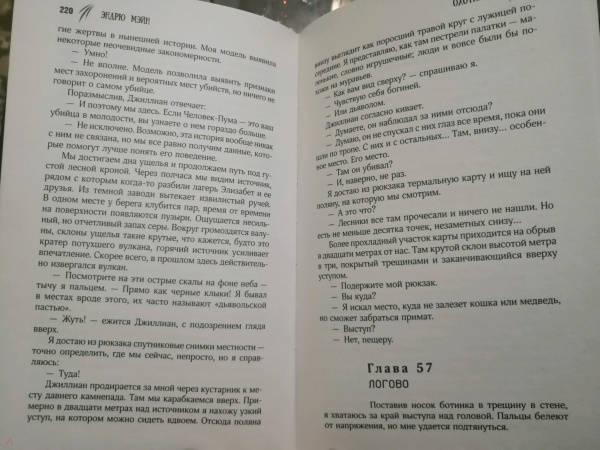 220
ЭНДРЮ МЭЙН
гие жертвы в нынешней истории. Моя модель выявила
некоторые неочевидные закономерности.
— Умно!
— Не вполне. Модель позволила выявить признаки
мест захоронений и вероятных мест убийств, но ничего не
говорит о самом убийце.
Поразмыслив, Джиллиан отвечает:
— И поэтому мы здесь. Если Человек-Пума — это ваш
убийца в молодости, вы узнаете о нем гораздо больше.
— Не исключено. Возможно, эта история вообще никак
с ним не связана, но мы все равно получим данные, кото-
рые помогут лучше понять его поведение.
Мы достигаем дна ущелья и продолжаем путь под гу-
стой лесной кроной. Через полчаса мы видим источник,
рядом с которым когда-то разбили лагерь Элизабет и ее
друзья. Из темной заводи вытекает извилистый ручей.
В одном месте у берега клубится пар, время от времени
на поверхности появляются пузыри. Ощущается несиль-
ный, но отчетливый запах серы. Вокруг громоздятся валу-
ны, склоны ущелья такие крутые, что кажется, будто это
кратер потухшего вулкана, горячий источник усиливает
впечатление. Скорее всего, в прошлом здесь действитель-
но извергался вулкан.
— Посмотрите на эти острые скалы на фоне неба —
тычу я пальцем. — Прямо как черные клыки! Я бывал
в местах вроде этого, их часто называют «дьявольской
пастью».
— Жуть! — ежится Джиллиан, с подозрением глядя
вверх.
Я достаю из рюкзака спутниковые снимки местности —
точно определить, где мы сейчас, непросто, но я справ-
ляюсь:
— Туда!
Джиллиан продирается за мной через кустарник к ме-
сту давнего камнепада. Там мы карабкаемся вверх. При-
мерно в двадцати метрах над источником я нахожу узкий
уступ, на котором можно сидеть вдвоем. Отсюда поляна
ОХОТН
внизу выглядит как поросший травой круг с лужицей по-
середине. Я представляю, как там пестрели палатки — ма-
ленькие, словно игрушечные; люди и вовсе были бы по-
хожи на муравьев.
— Как вам вид сверху? — спрашиваю я.
— Чувствую себя богиней.
— Или дьяволом.
Джиллиан согласно кивает.
— Думаете, он наблюдал за ними отсюда?
— Думаю, он не спускал с них глаз все время, пока они
шли по тропе. С них и с остальных... Там, внизу... особен-
ное место. Его место.
— Там он убивал?
— И, наверно, не раз.
Я достаю из рюкзака термальную карту и ищу на ней
поляну, на которую мы смотрим.
— А это что?
— Лесники все там прочесали и ничего не нашли. Но
есть не меньше десятка точек, незаметных снизу...
Более прохладный участок карты приходится на обрыв
в двадцати метрах от нас. Там крутой склон высотой метра
в три, покрытый трещинами и заканчивающийся вверху
уступом.
— Подержите мой рюкзак.
— Вы куда?
— Я искал место, куда не залезет кошка или медведь,
но сможет забраться примат.
— Выступ?
— Нет, пещеру.
Глава 57
ЛОГОВО
Поставив носок ботинка в трещину в стене,
я хватаюсь за край выступа над головой. Пальцы белеют
от напряжения, но мне удается подтянуться.